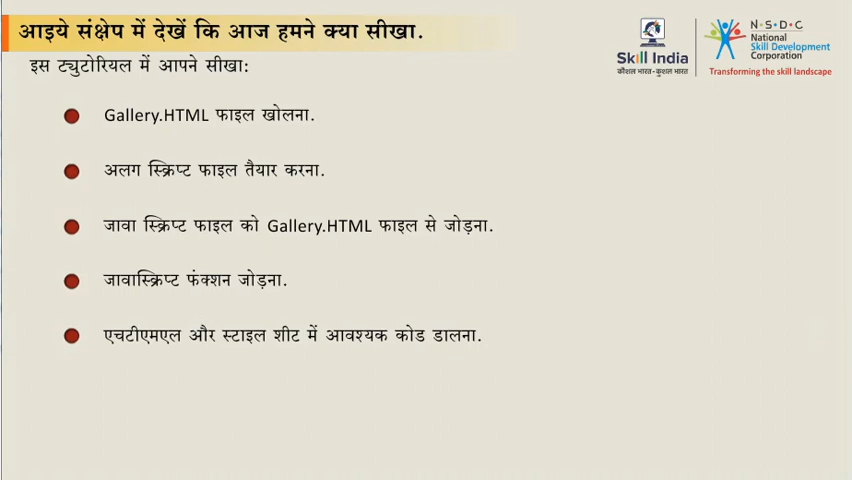 आइये संक्षेप में देखें कि आज हमने क्या सीखा.
Skill India
कौशल भारत-कुशल भारत
N·S·D·C
National
Skill Development
Corporation
Transforming the skill landscape
इस ट्युटोरियल में आपने सीखा:
Gallery.HTML फाइल खोलना.
अलग स्क्रिप्ट फाइल तैयार करना.
जावा स्क्रिप्ट फाइल को Gallery.HTML फाइल से जोड़ना.
जावास्क्रिप्ट फंक्शन जोड़ना.
एचटीएमएल और स्टाइल शीट में आवश्यक कोड डालना.